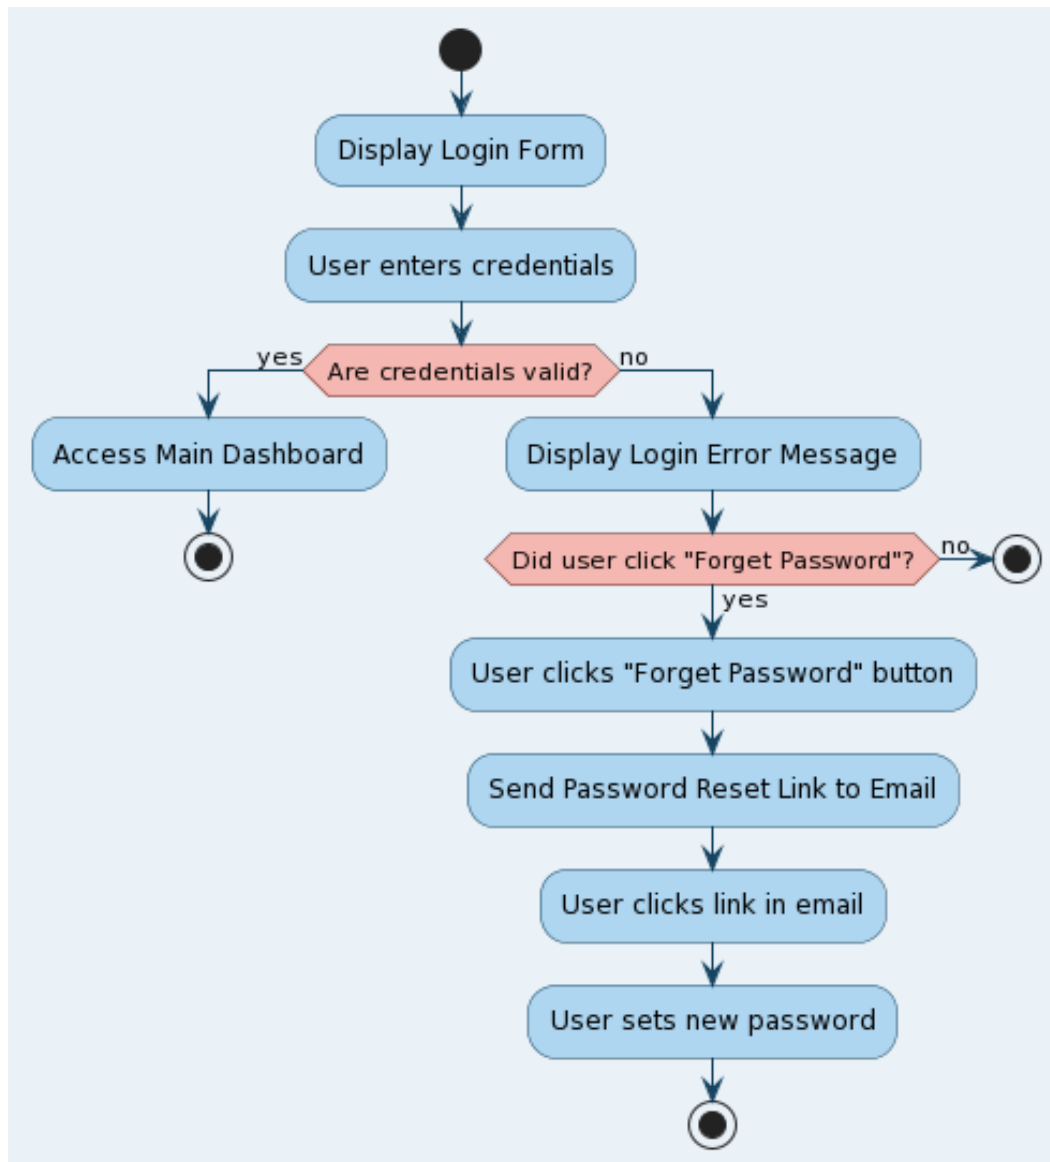 Display Login Form
User enters credentials
yes
Are credentials valid?
no
Access Main Dashboard
Display Login Error Message
Did user click "Forget Password"?
no
yes
User clicks "Forget Password" button
Send Password Reset Link to Email
User clicks link in email
User sets new password